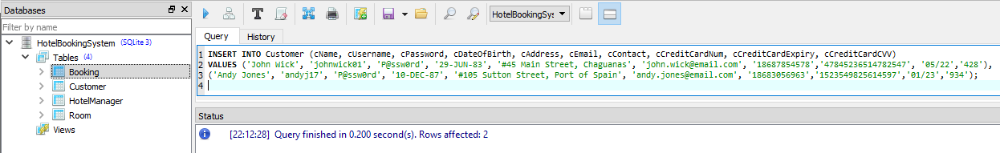 Databases
Filter by name
HotelBookingSystem (SQLite 3)
Tables (4)
Booking
Customer
HotelManager
Room
Views
HotelBookingSy
Query History
1 INSERT INTO Customer (cName, cUsername, cPassword, cDateOfBirth, cAddress, cEmail, cContact, cCreditCardNum, cCreditCardExpiry, cCreditCardCVV)
2 VALUES ('John Wick', 'johnwick01', 'P@ssw0rd', '29-JUN-83', '#45 Main Street, Chaguanas', 'john.wick@email.com', '18687854578','47845236514782547', '05/22','428'),
3 ('Andy Jones', 'andyj17', 'P@ssw0rd', '10-DEC-87', '#105 Sutton Street, Port of Spain', 'andy.jones@email.com', '18683056963','1523549825614597','01/23','934');
4
Status
[22:12:28] Query finished in 0.200 second(s). Rows affected: 2